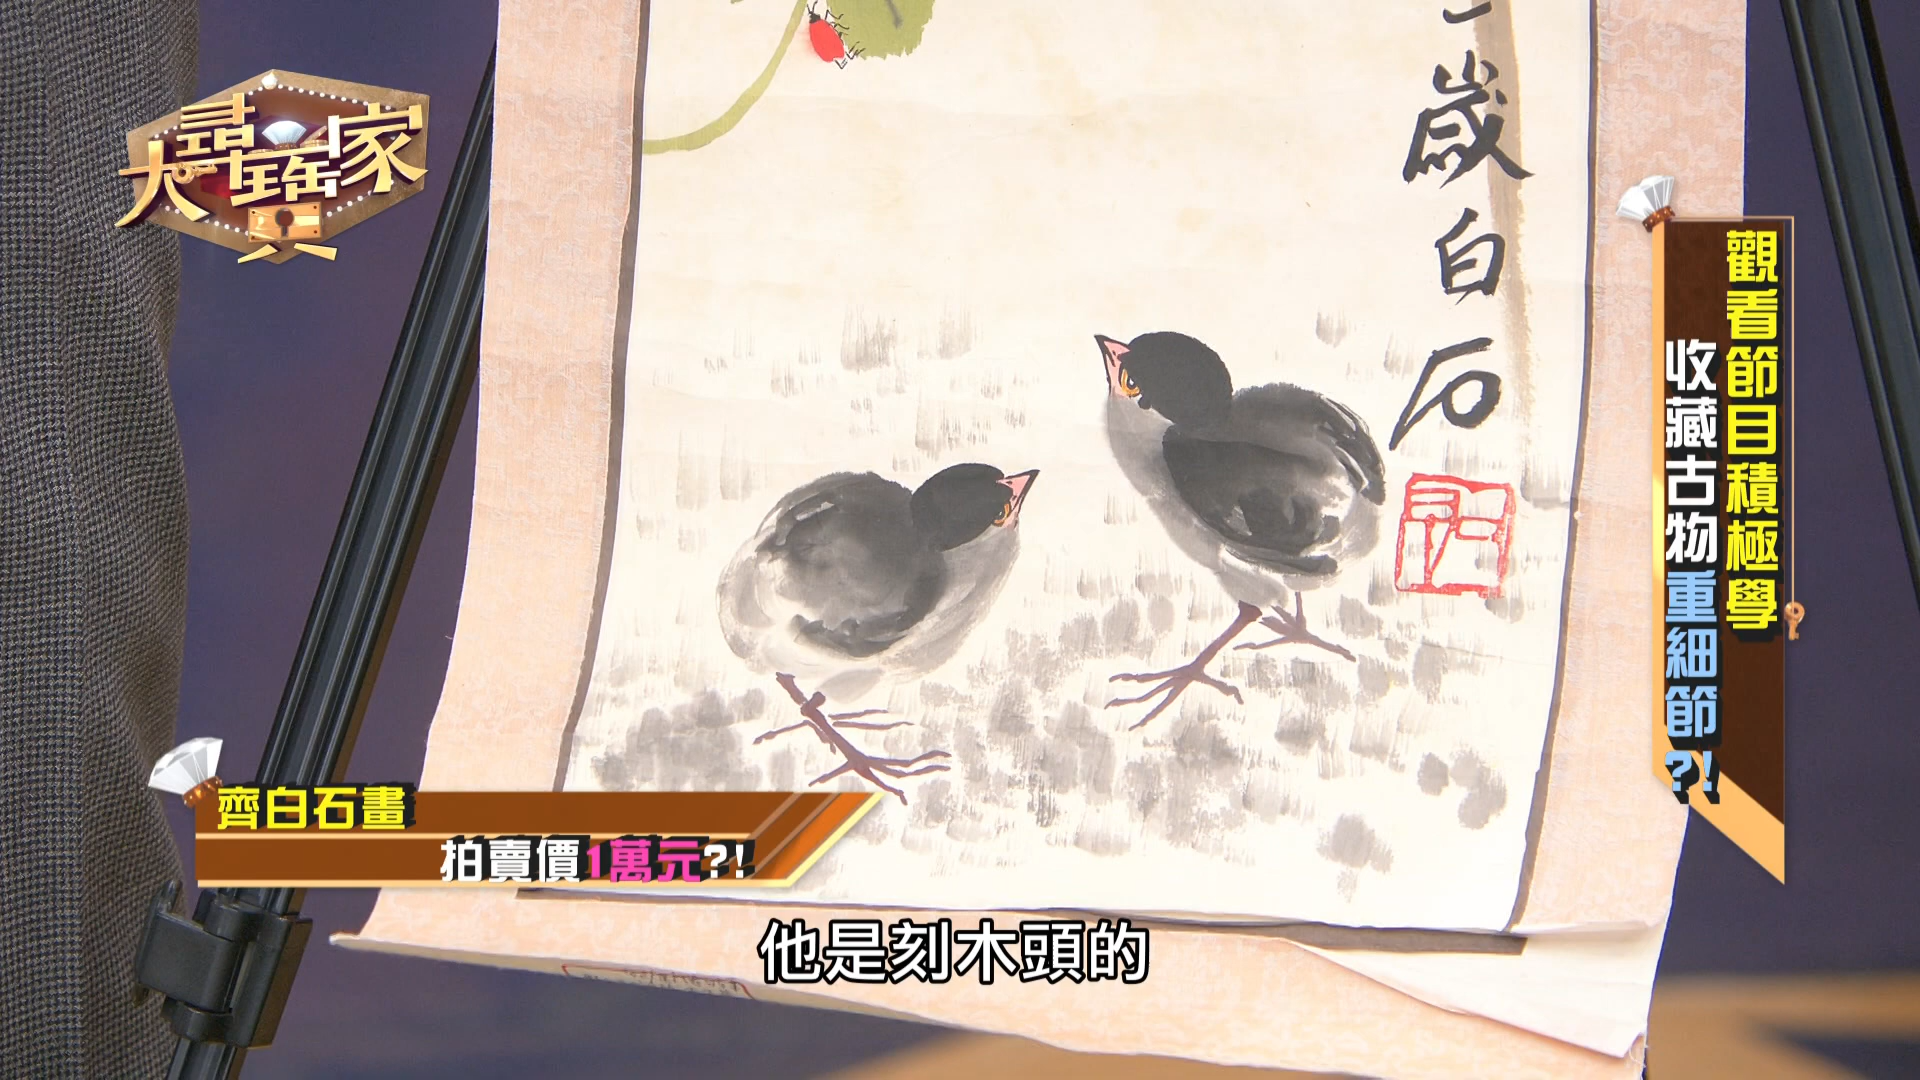 大尋寶家
觀看節目積極學
收藏古物重細節?!
歲白石
齊白石畫
拍賣價1萬元?!
他是刻木頭的